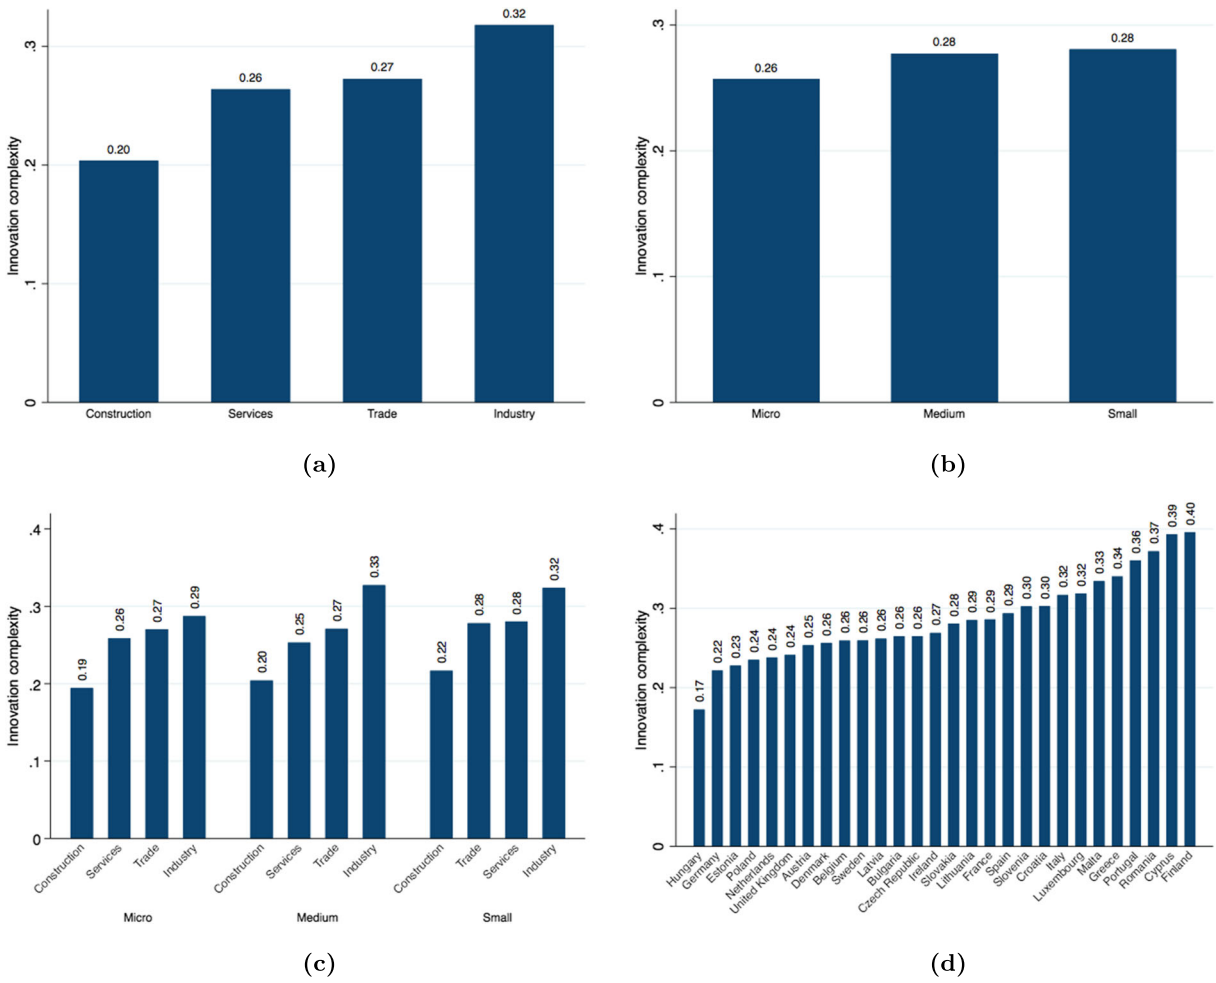 Innovation complexity
.3
.2
.1
0
0.20
0.26
0.27
0.32
Construction
Services
Trade
Industry
(a)
Innovation complexity
.3
.2
.1
0
0.26
0.28
0.28
Micro
Medium
Small
(b)
Innovation complexity
.4
.3
.2
.1
0
0.19
0.26
0.27
0.29
0.20
0.25
0.27
0.33
0.22
0.28
0.28
0.32
Construction
Services
Trade
Industry
Construction
Services
Trade
Industry
Construction
Trade
Services
Industry
Micro
Medium
Small
(c)
Innovation complexity
.4
.3
.2
.1
0
0.17
0.22
0.23
0.24
0.24
0.24
0.25
0.26
0.26
0.26
0.26
0.26
0.26
0.27
0.28
0.29
0.29
0.29
0.30
0.30
0.32
0.32
0.33
0.34
0.36
0.37
0.39
0.40
Hungary
Germany
Estonia
Poland
Netherlands
United Kingdom
Austria
Denmark
Belgium
Sweden
Latvia
Bulgaria
Czech Republic
Ireland
Slovakia
Lithuania
France
Spain
Slovenia
Croatia
Italy
Luxembourg
Malta
Greece
Portugal
Romania
Cyprus
Finland
(d)